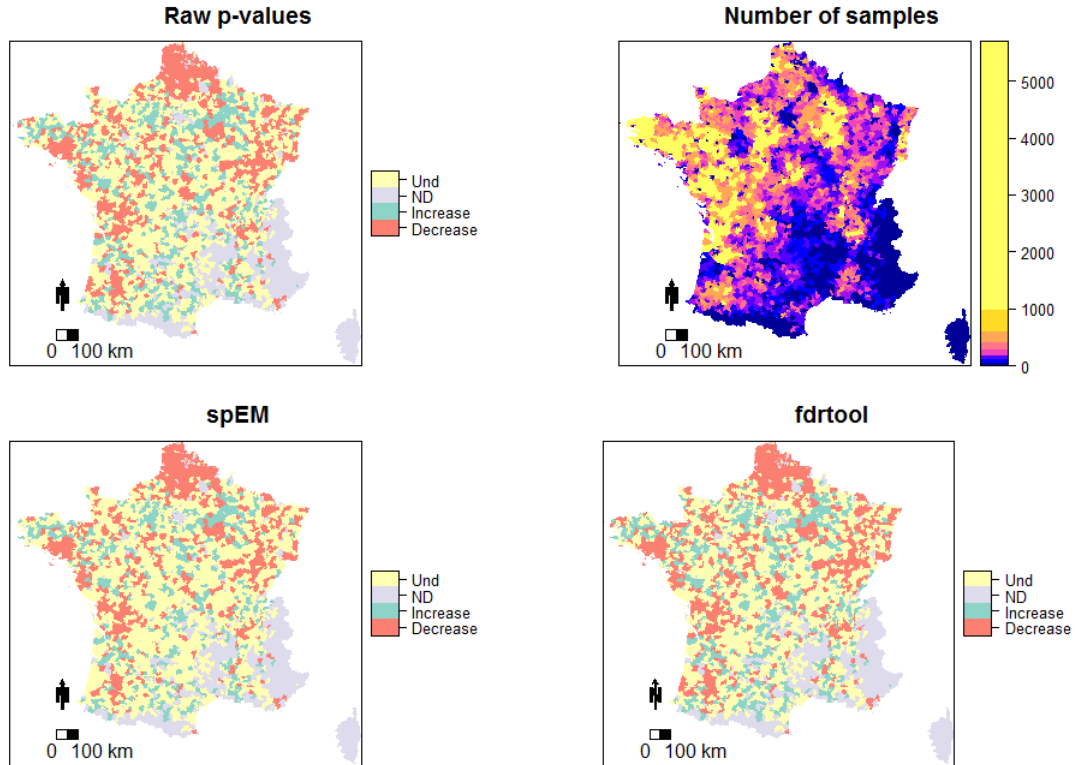 Raw p-values
Und
ND
Increase
Decrease
0 100 km
Number of samples
5000
4000
3000
2000
1000
0
0 100 km
spEM
Und
ND
Increase
Decrease
0 100 km
fdrtool
Und
ND
Increase
Decrease
N
0 100 km